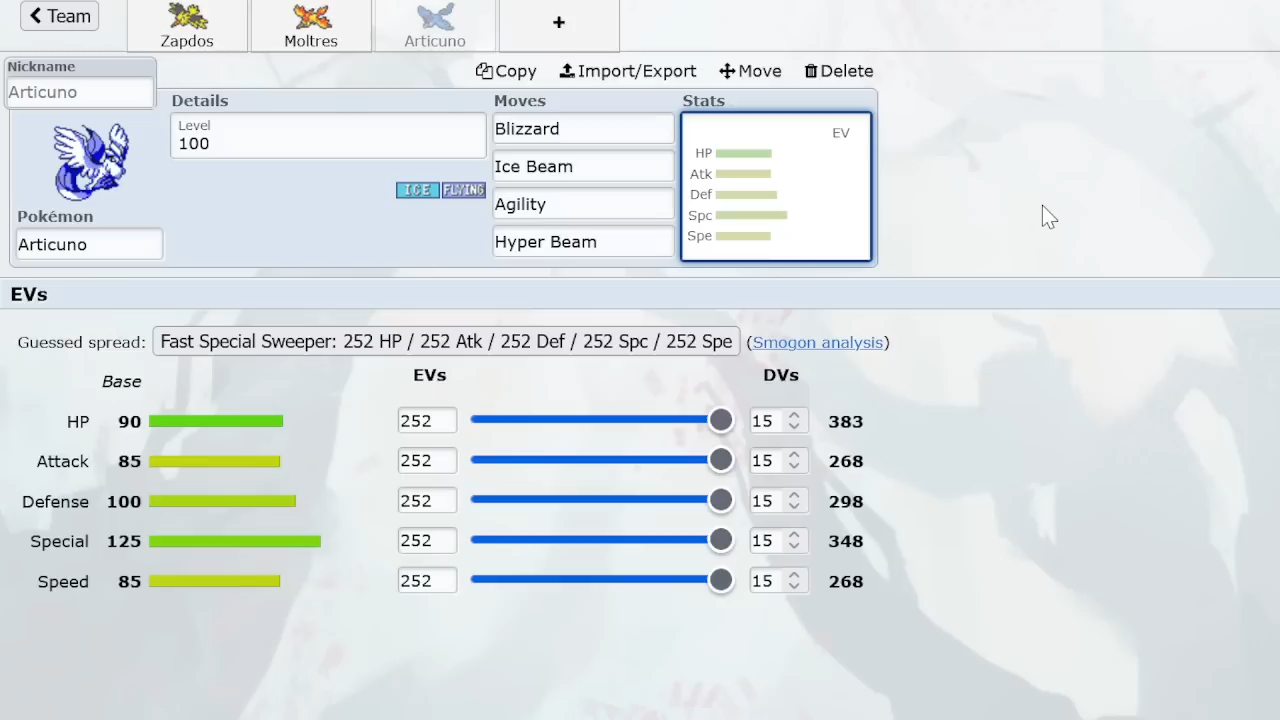 Team
Zapdos
Moltres
Articuno
+
Copy
Import/Export
Move
Delete
Nickname
Articuno
Details
Moves
Stats
Level
100
ICE
FLYING
Pokémon
Articuno
Blizzard
Ice Beam
Agility
Hyper Beam
EV
HP
Atk
Def
Spc
Spe
EVs
Guessed spread: Fast Special Sweeper: 252 HP / 252 Atk / 252 Def / 252 Spc / 252 Spe (Smogon analysis)
Base EVs DVs
HP 90 252 15 383
Attack 85 252 15 268
Defense 100 252 15 298
Special 125 252 15 348
Speed 85 252 15 268